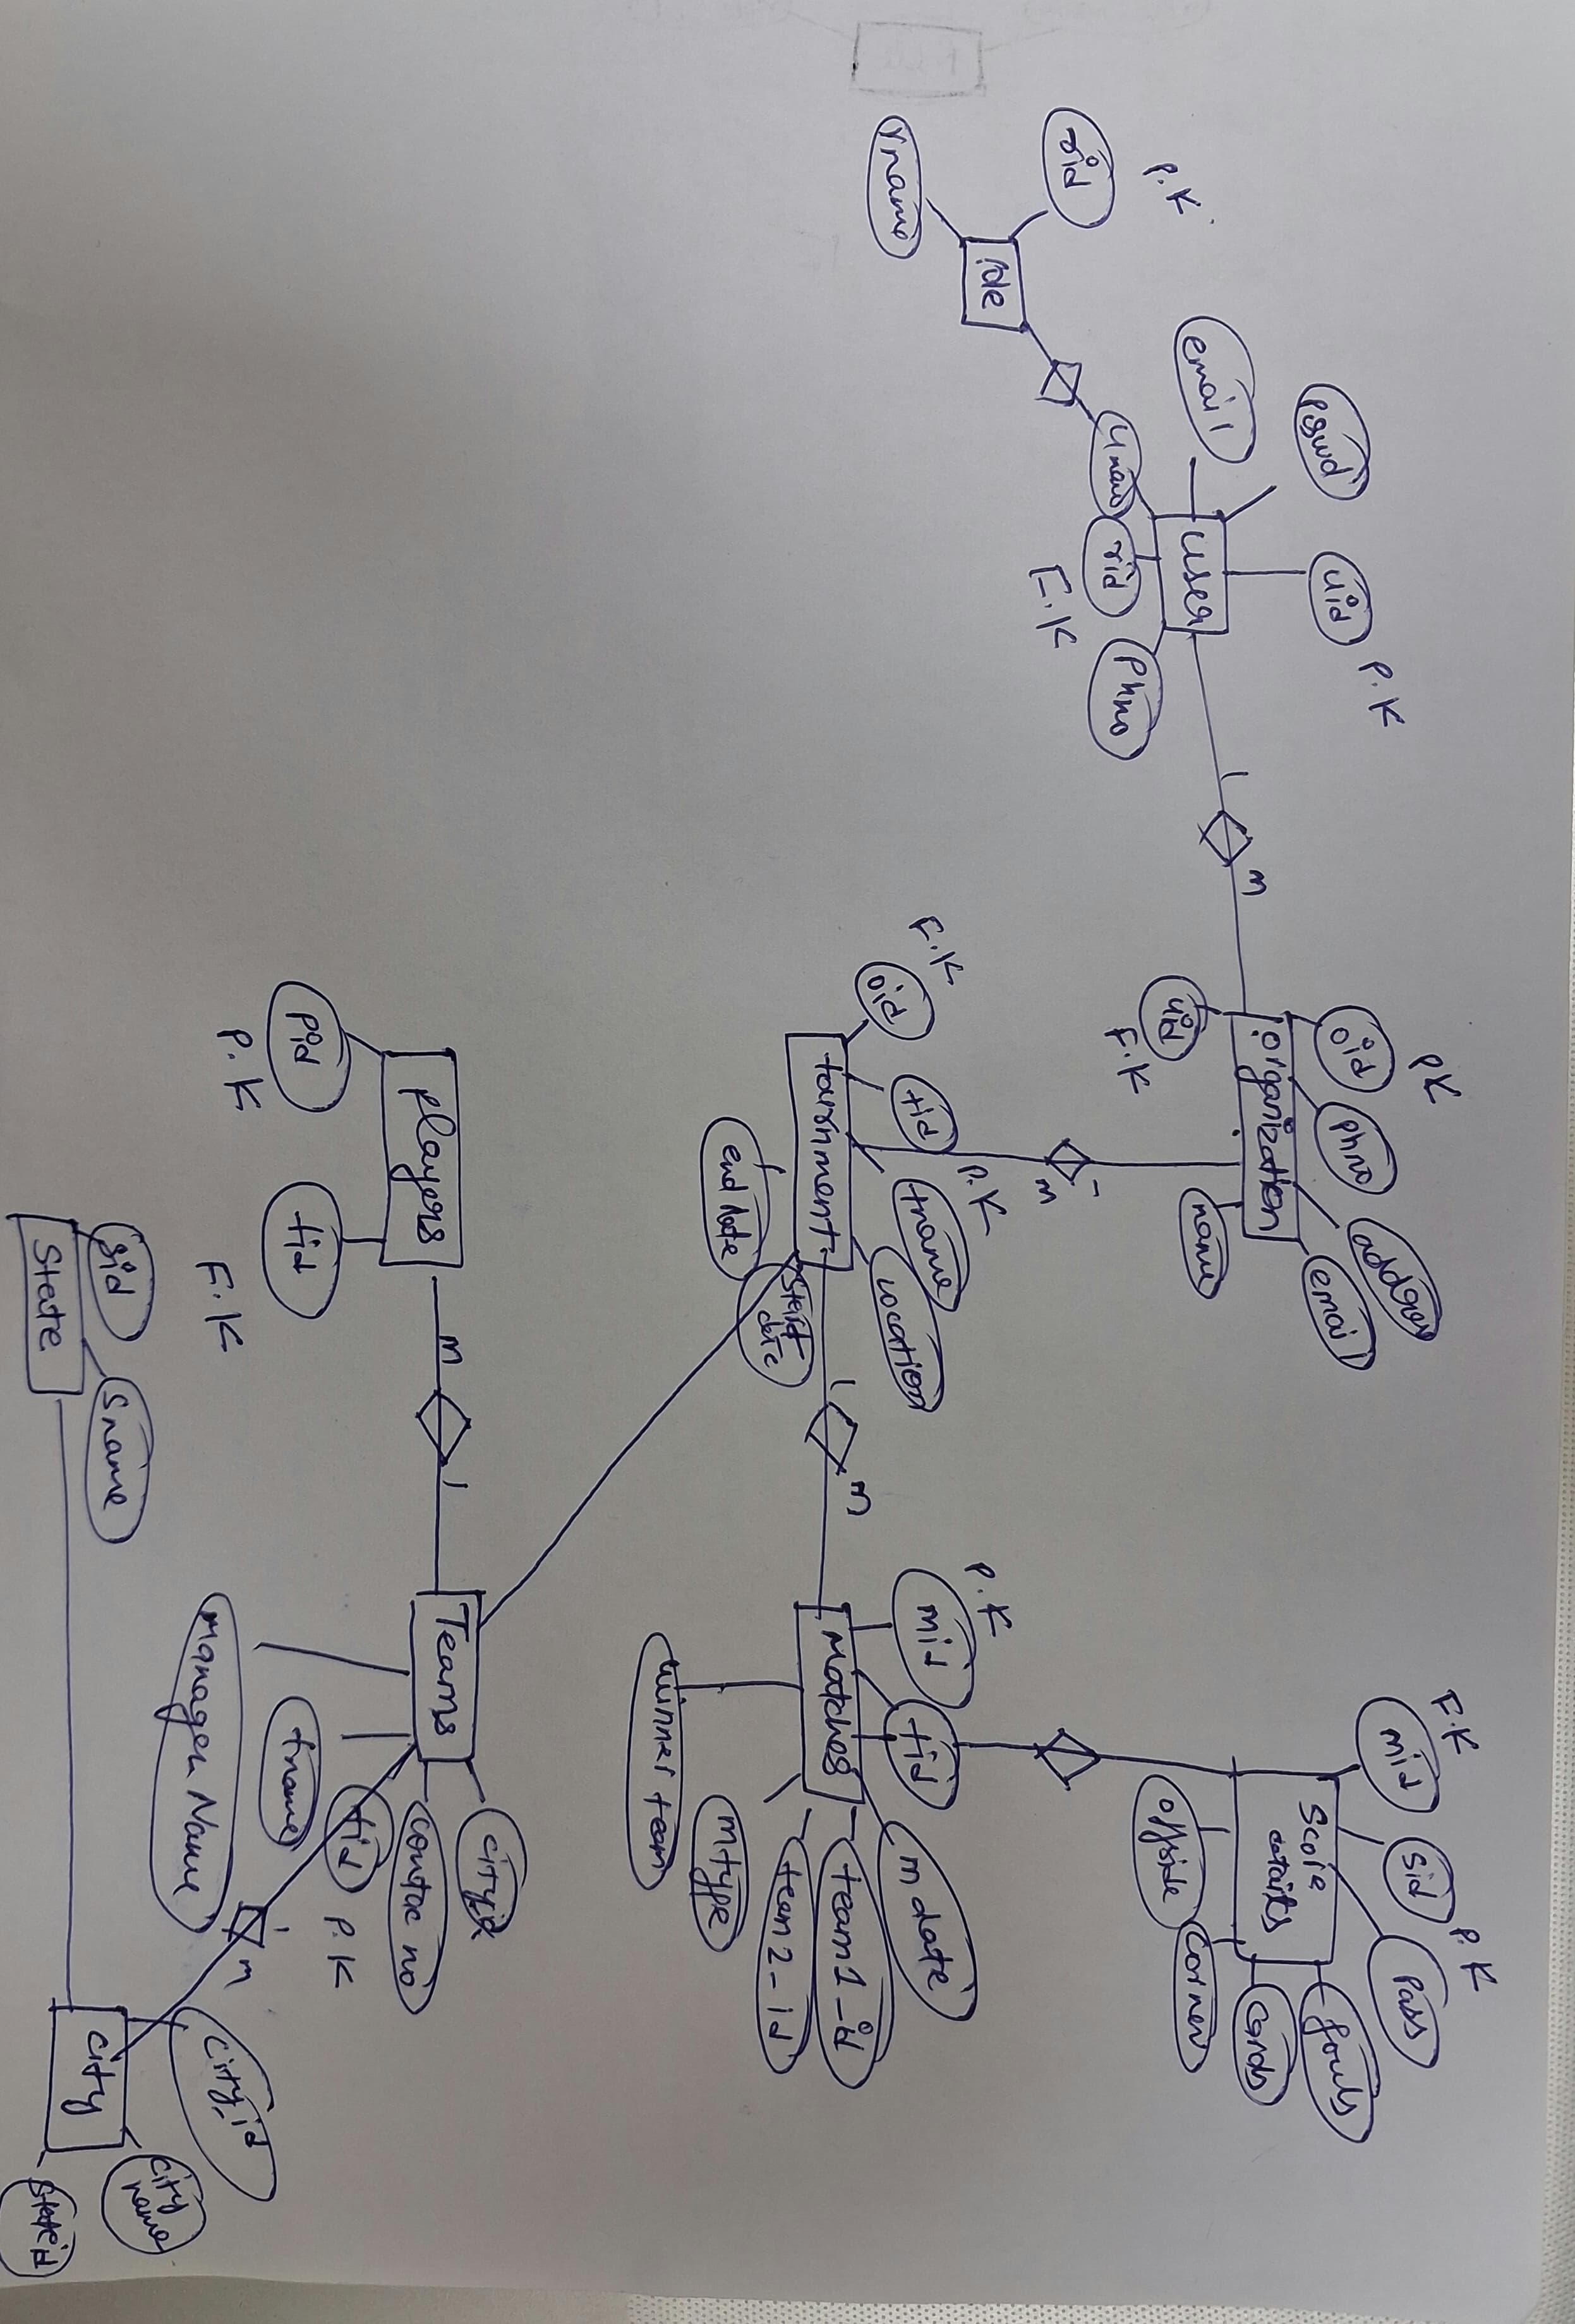 P.K
rid
role
rname
pswd
uid
P.K
email
user
uname
rid
F.K
phno
1
m
PK
oid
phno
address
email
organization
uid
F.K
name
1
m
F.K
mid
sid
P.K
pass
fouls
Score
details
cards
corner
offside
F.K
oid
tid
P.K
tname
Location
tournment
start
date
end date
1
m
P.K
mid
tid
m date
Matches
team1_id
team2-id
mtype
winner team
players
pid
P.K
tid
F.K
m
1
Teams
contac no
tid
P.K
tname
Manager Name
1
m
city_id
city
name
city
state id
sid
Sname
State